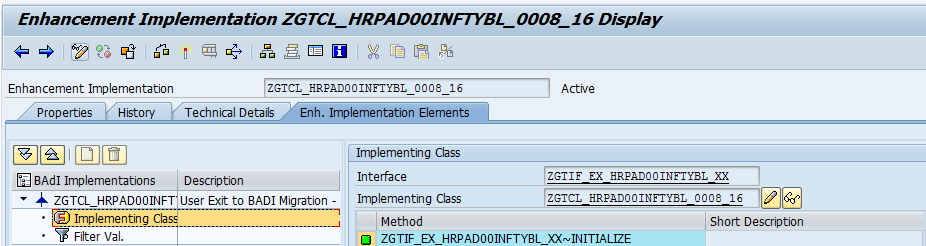 Enhancement Implementation ZGTCL_HRPAD00INFTYBL_0008_16 Display
Enhancement Implementation ZGTCL_HRPAD00INFTYBL_0008_16 Active
Properties History Technical Details Enh. Implementation Elements
Implementing Class
Interface ZGTIF_EX_HRPAD00INFTYBL_XX
BAdI Implementations Description
Implementing Class ZGTCL_HRPAD00INFTYBL_0008_16
ZGTCL_HRPAD00INFT User Exit to BADI Migration -
Implementing Class
Method Short Description
Filter Val.
ZGTIF_EX_HRPAD00INFTYBL_XX~INITIALIZE